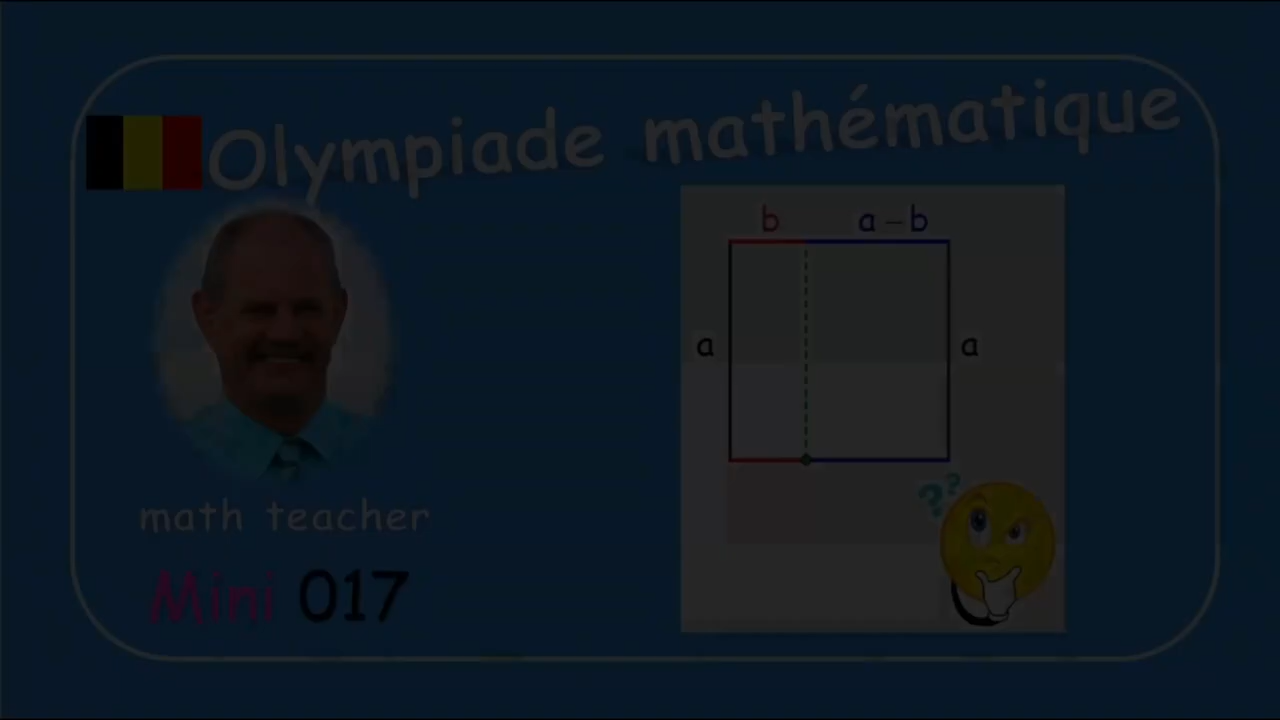 Olympiade mathématique
b a – b
a a
??
math teacher
Mini 017